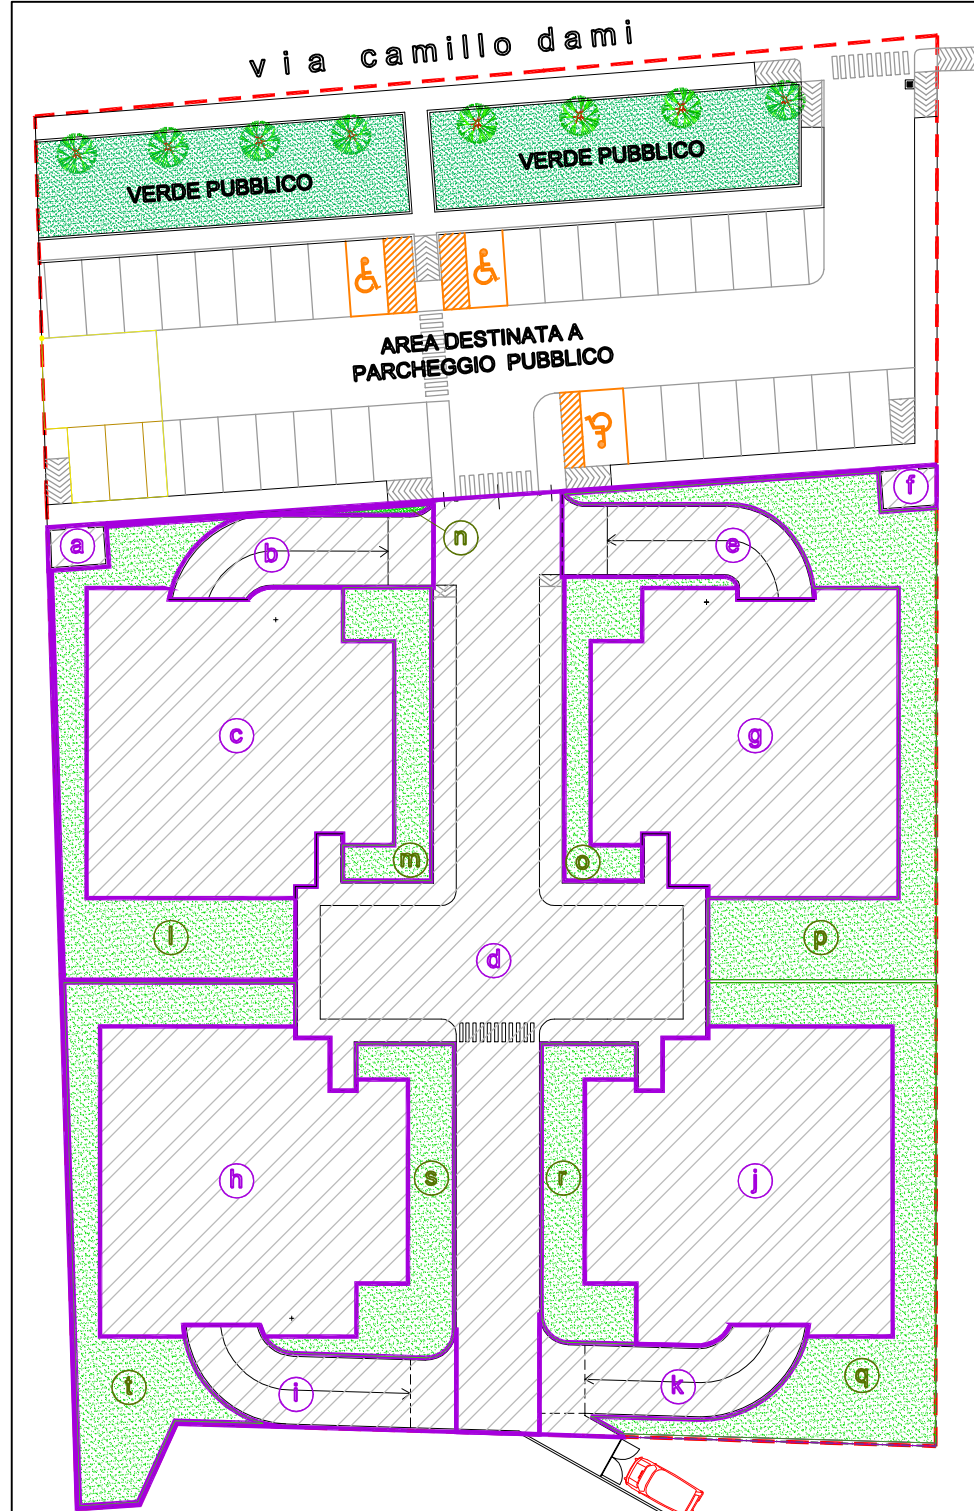 via camillo dami
VERDE PUBBLICO
VERDE PUBBLICO
AREA DESTINATA A
PARCHEGGIO PUBBLICO
f
a
b
n
e
c
g
m
o
l
d
p
h
s
r
j
t
i
k
q